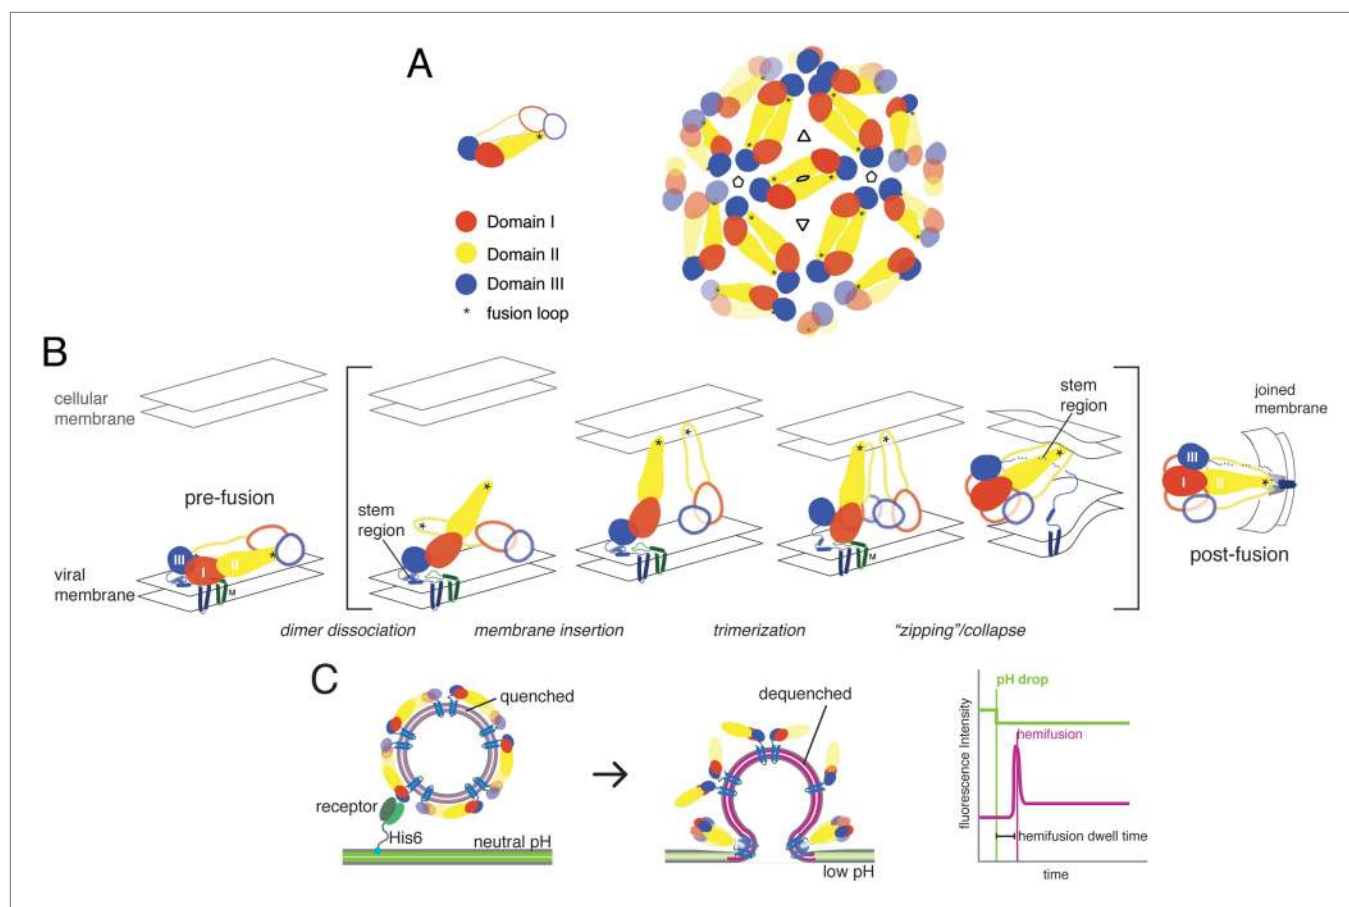 A
Domain I
Domain II
Domain III
* fusion loop
B
cellular
membrane
pre-fusion
III
I
II
M
viral
membrane
stem
region
M
stem
region
joined
membrane
III
I
II
post-fusion
dimer dissociation
membrane insertion
trimerization
"zipping"/collapse
C
quenched
receptor
His6
neutral pH
dequenched
low pH
pH drop
hemifusion
fluorescence Intensity
hemifusion dwell time
time